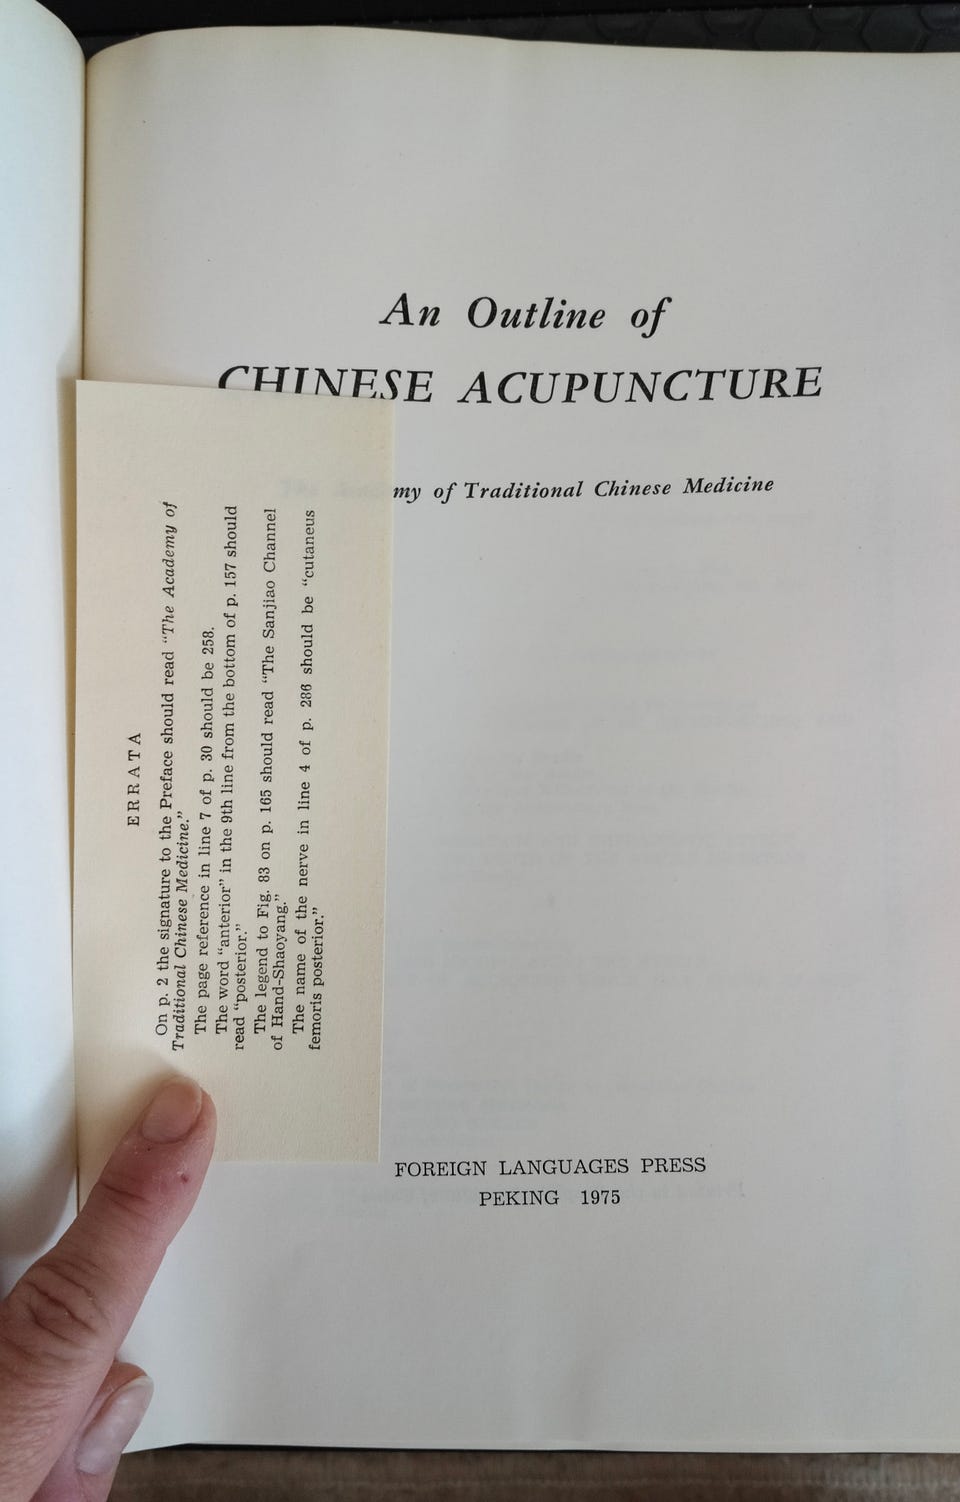 An Outline of
CHINESE ACUPUNCTURE
my of Traditional Chinese Medicine
ERRATA
On p. 2 the signature to the Preface should read “The Academy of
Traditional Chinese Medicine.”
The page reference in line 7 of p. 30 should be 258.
The word “anterior” in the 9th line from the bottom of p. 157 should
read “posterior.”
The legend to Fig. 83 on p. 165 should read “The Sanjiao Channel
of Hand-Shaoyang.”
The name of the nerve in line 4 of p. 286 should be “cutaneus
femoris posterior.”
FOREIGN LANGUAGES PRESS
PEKING 1975